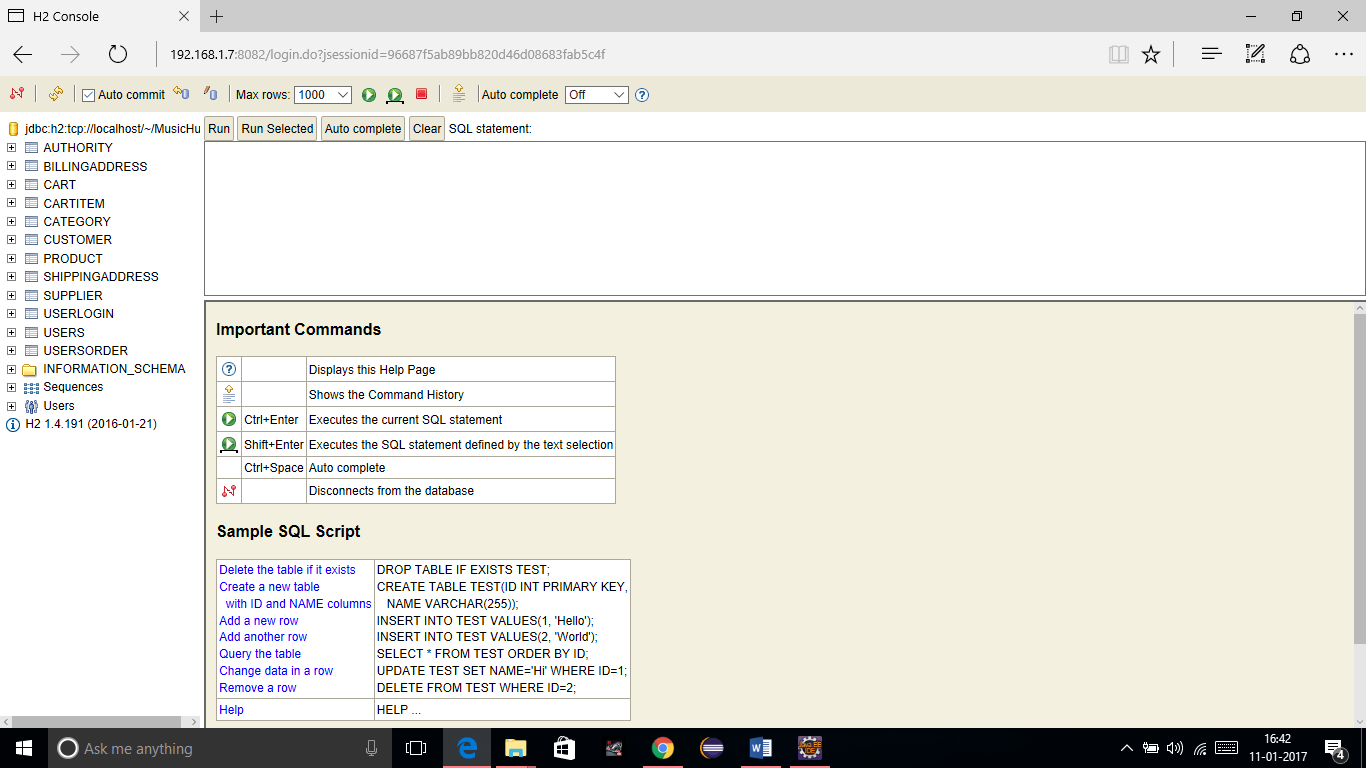 H2 Console
192.168.1.7:8082/login.do?jsessionid=96687f5ab89bb820d46d08683fab5c4f
Auto commit Max rows: 1000 Auto complete Off
jdbc:h2:tcp://localhost/~/MusicHu
AUTHORITY
BILLINGADDRESS
CART
CARTITEM
CATEGORY
CUSTOMER
PRODUCT
SHIPPINGADDRESS
SUPPLIER
USERLOGIN
USERS
USERSORDER
INFORMATION_SCHEMA
Sequences
Users
H2 1.4.191 (2016-01-21)
Run Run Selected Auto complete Clear SQL statement:
Important Commands
Displays this Help Page
Shows the Command History
Ctrl+Enter Executes the current SQL statement
Shift+Enter Executes the SQL statement defined by the text selection
Ctrl+Space Auto complete
Disconnects from the database
Sample SQL Script
Delete the table if it exists DROP TABLE IF EXISTS TEST;
Create a new table CREATE TABLE TEST(ID INT PRIMARY KEY,
with ID and NAME columns NAME VARCHAR(255));
Add a new row INSERT INTO TEST VALUES(1, 'Hello');
Add another row INSERT INTO TEST VALUES(2, 'World');
Query the table SELECT * FROM TEST ORDER BY ID;
Change data in a row UPDATE TEST SET NAME='Hi' WHERE ID=1;
Remove a row DELETE FROM TEST WHERE ID=2;
Help HELP ...
Ask me anything
16:42
11-01-2017
4